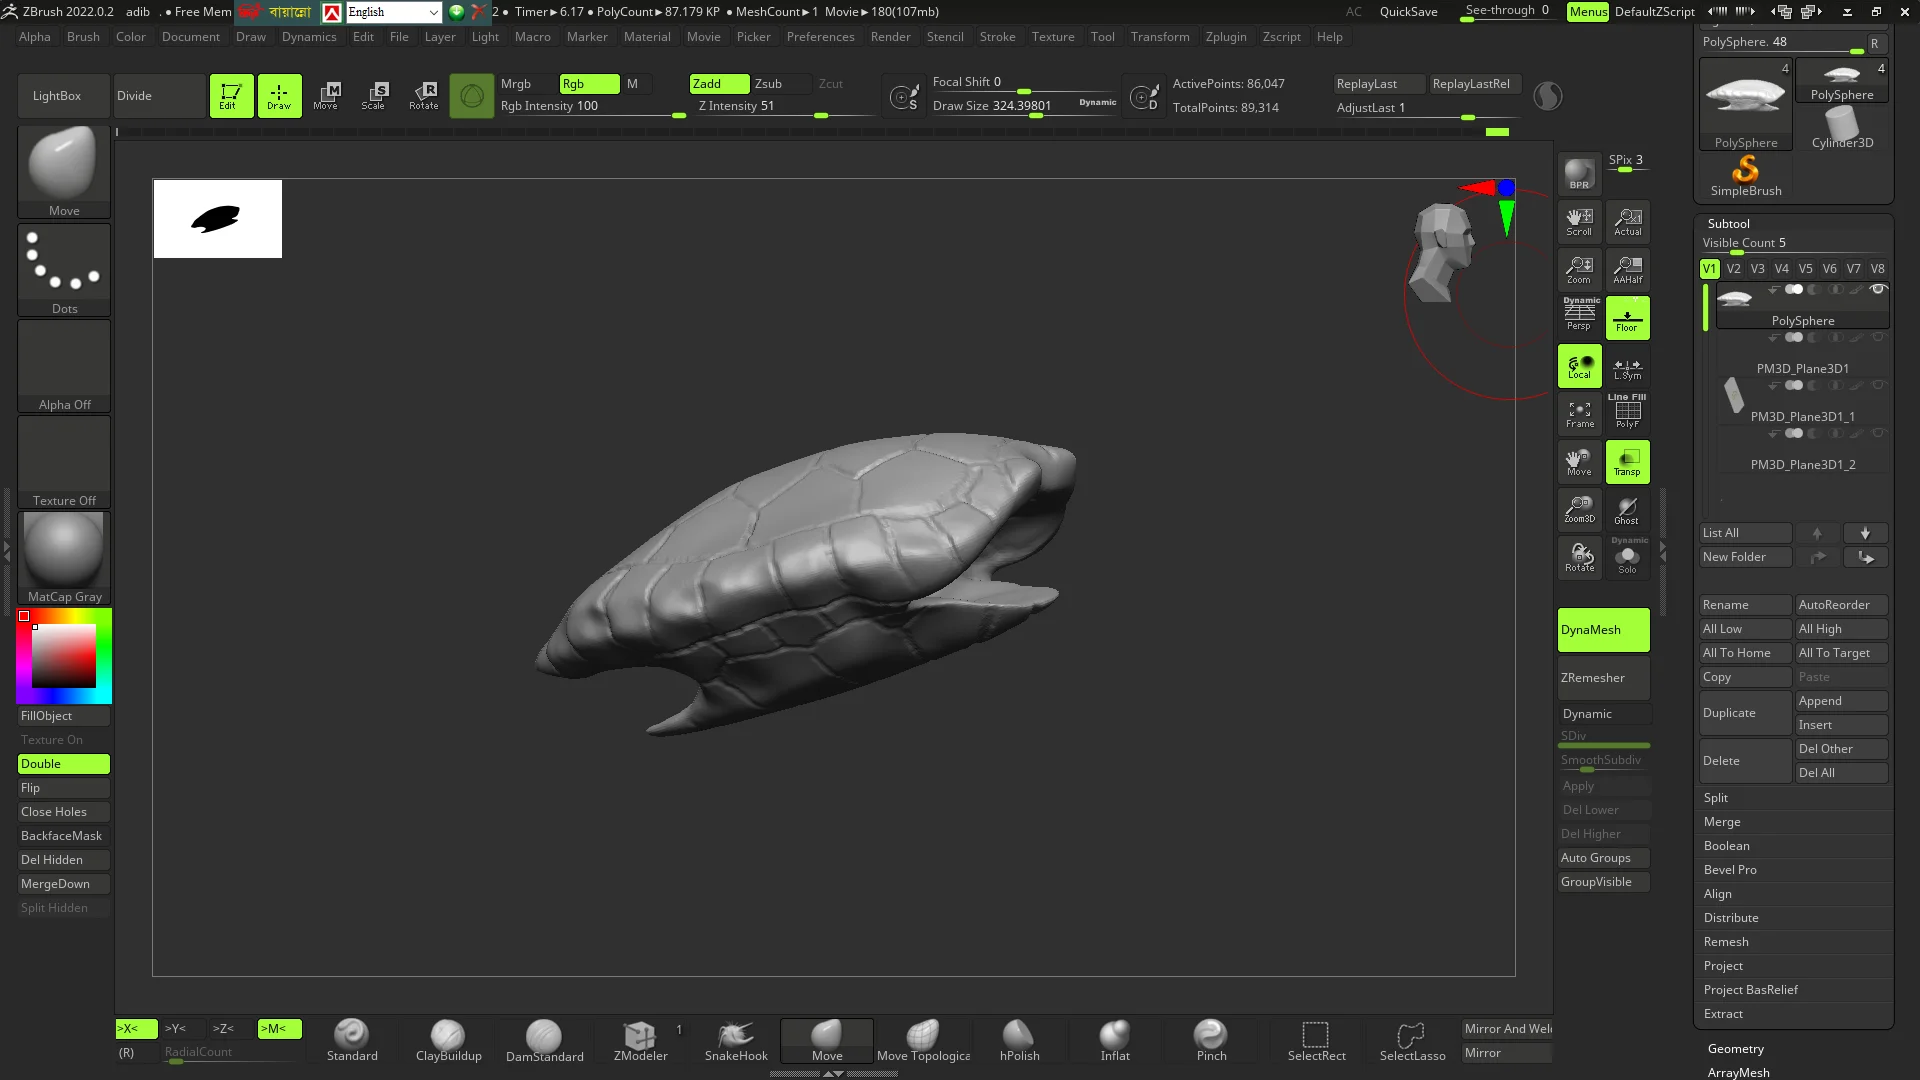 ZBrush 2022.0.2 adib . • Free Mem বায়ান্নো English 2 • Timer▸6.17 • PolyCount▸87.179 KP • MeshCount▸1 Movie▸180(107mb) AC QuickSave See-through 0 Menus DefaultZScript
Alpha Brush Color Document Draw Dynamics Edit File Layer Light Macro Marker Material Movie Picker Preferences Render Stencil Stroke Texture Tool Transform Zplugin Zscript Help
PolySphere. 48 R
LightBox Divide Edit Draw Move Scale Rotate
Mrgb Rgb M
Rgb Intensity 100
Zadd Zsub Zcut
Z Intensity 51
Focal Shift 0
Draw Size 324.39801 Dynamic
ActivePoints: 86,047
TotalPoints: 89,314
ReplayLast ReplayLastRel
AdjustLast 1
4 PolySphere
4 PolySphere
Cylinder3D
SimpleBrush
Move
Dots
Alpha Off
Texture Off
MatCap Gray
FillObject
Texture On
Double
Flip
Close Holes
BackfaceMask
Del Hidden
MergeDown
Split Hidden
BPR SPix 3
Scroll Actual
Zoom AAHalf
Dynamic
Persp Floor
Local L.Sym
Line Fill
Frame PolyF
Move Transp
Zoom3D Ghost
Dynamic
Rotate Solo
DynaMesh
ZRemesher
Dynamic
SDiv
SmoothSubdiv
Apply
Del Lower
Del Higher
Auto Groups
GroupVisible
Subtool
Visible Count 5
V1 V2 V3 V4 V5 V6 V7 V8
PolySphere
PM3D_Plane3D1
PM3D_Plane3D1_1
PM3D_Plane3D1_2
List All
New Folder
Rename AutoReorder
All Low All High
All To Home All To Target
Copy Paste
Duplicate Append
Insert
Delete Del Other
Del All
Split
Merge
Boolean
Bevel Pro
Align
Distribute
Remesh
Project
Project BasRelief
Extract
Geometry
ArrayMesh
>X< >Y< >Z< >M<
(R) RadialCount
Standard ClayBuildup DamStandard ZModeler 1 SnakeHook Move Move Topologica hPolish Inflat Pinch SelectRect SelectLasso
Mirror And Weld
Mirror